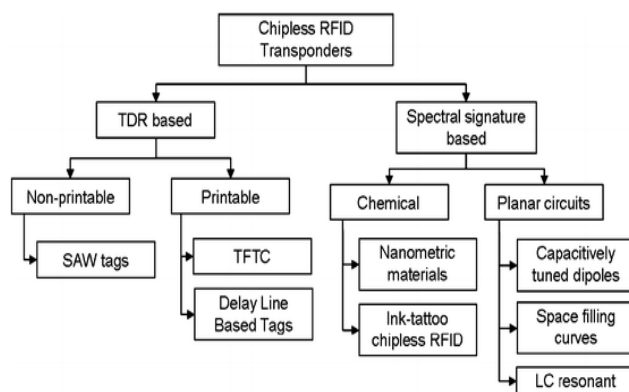 Chipless RFID
Transponders
TDR based
Spectral signature
based
Non-printable
Printable
Chemical
Planar circuits
SAW tags
TFTC
Nanometric
materials
Capacitively
tuned dipoles
Delay Line
Based Tags
Ink-tattoo
chipless RFID
Space filling
curves
LC resonant